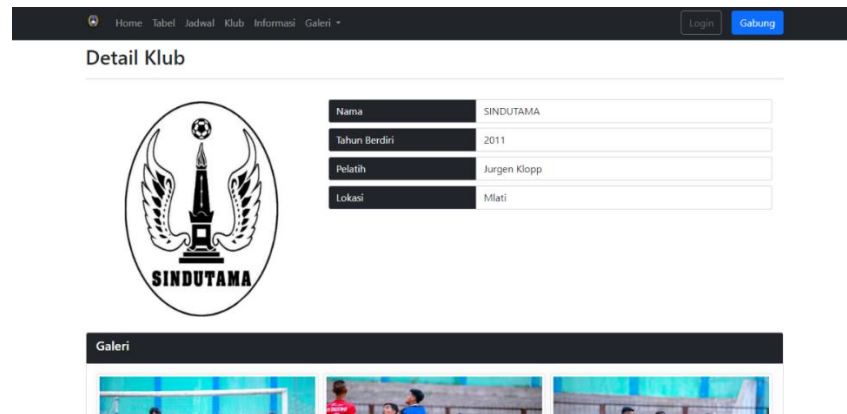 Home Tabel Jadwal Klub Informasi Galeri Login Gabung
Detail Klub
Nama SINDUTAMA
Tahun Berdiri 2011
Pelatih Jurgen Klopp
Lokasi Mlati
SINDUTAMA
Galeri